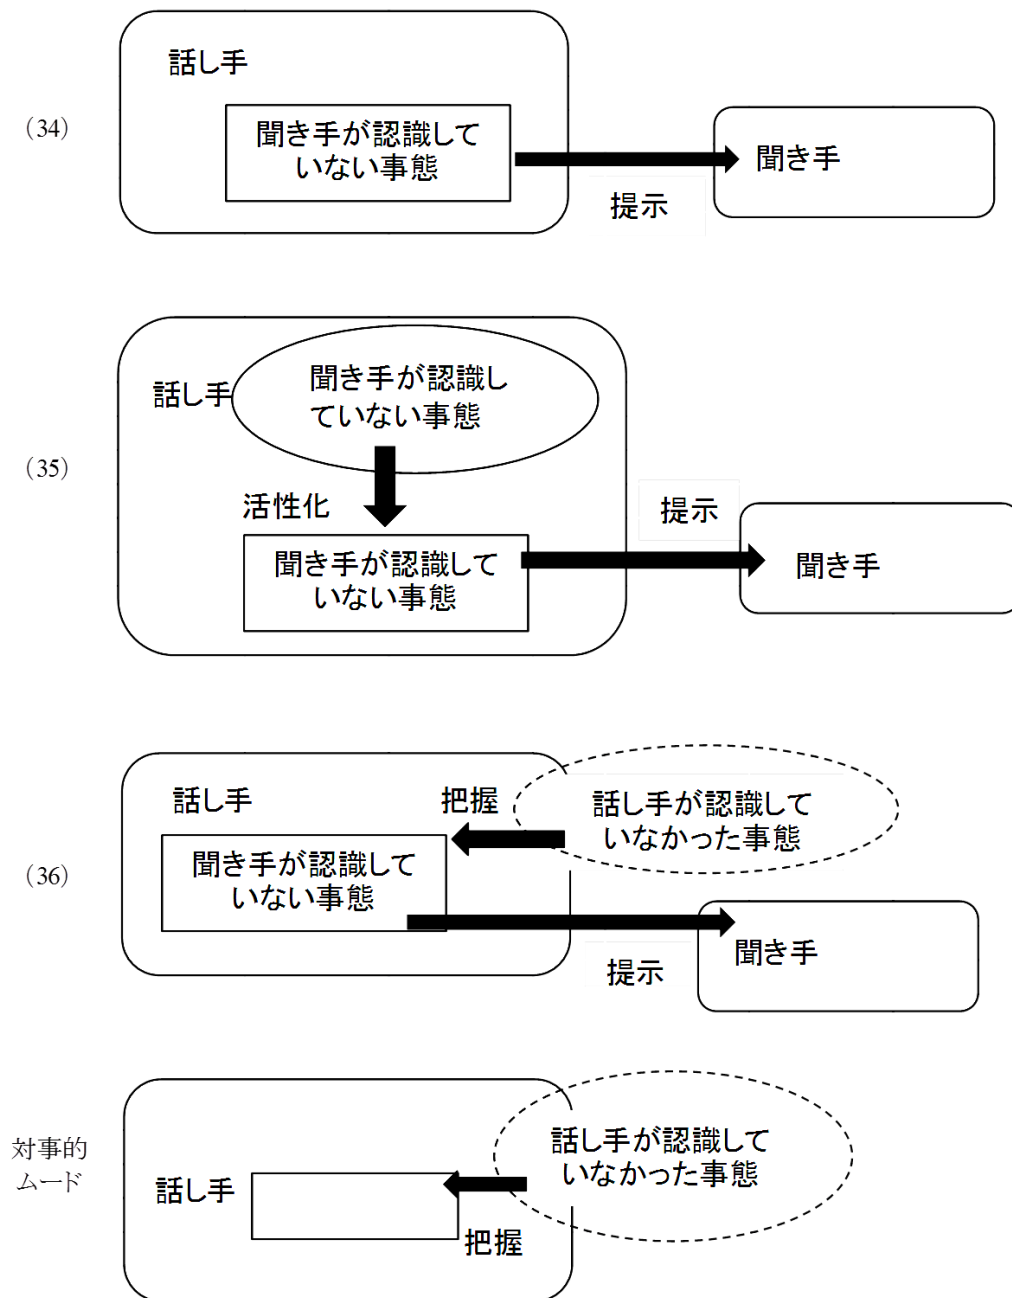 (34)
話し手
聞き手が認識して
いない事態
提示
聞き手
(35)
話し手
聞き手が認識し
ていない事態
活性化
聞き手が認識して
いない事態
提示
聞き手
(36)
話し手
把握
話し手が認識して
いなかった事態
聞き手が認識して
いない事態
提示
聞き手
対事的
ムード
話し手
話し手が認識して
いなかった事態
把握